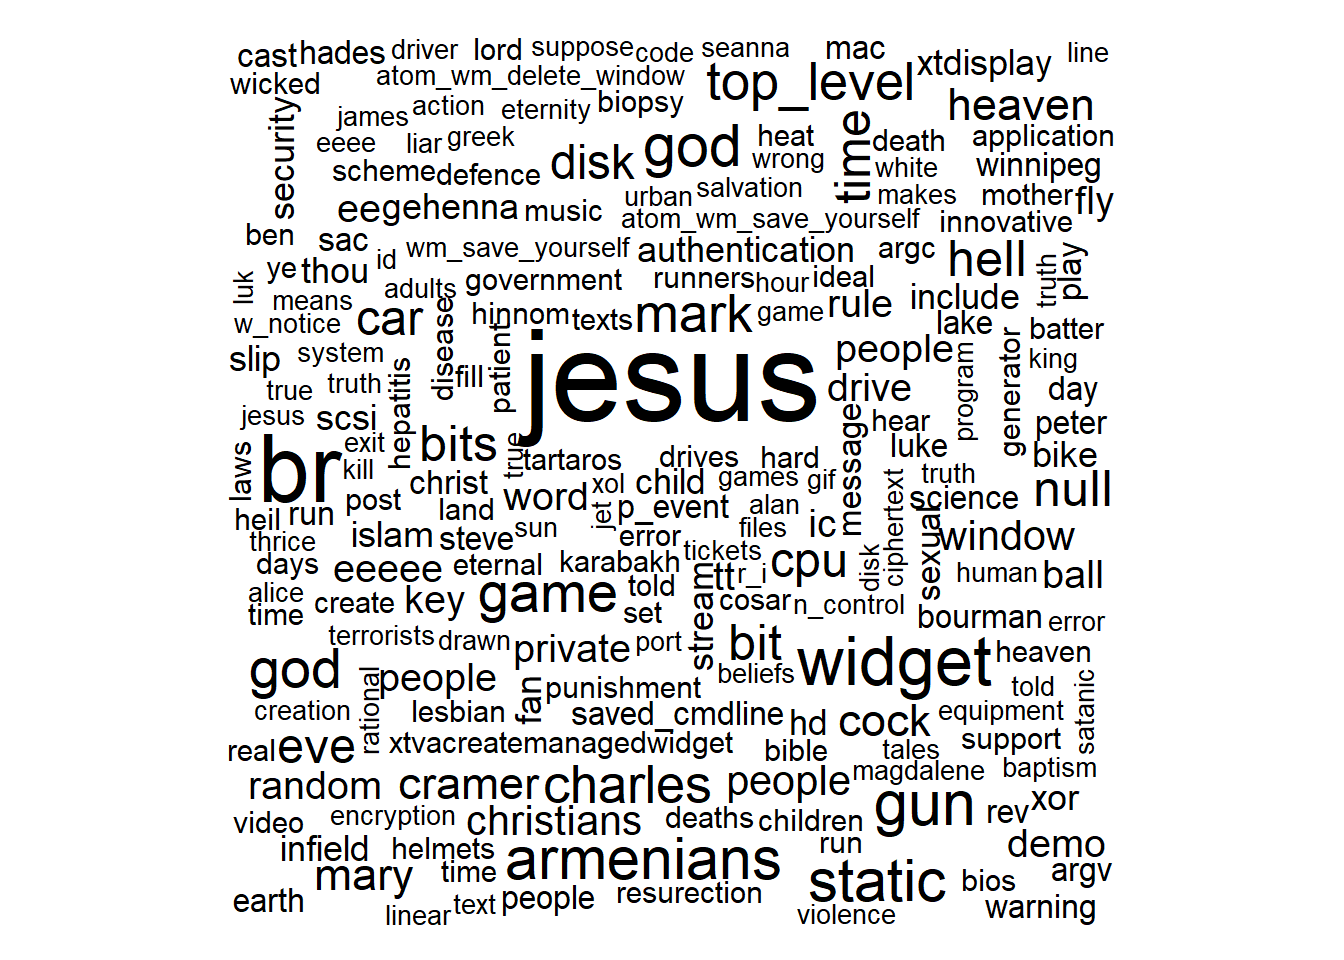 cast hades driver lord suppose code seanna mac line
wicked atom_wm_delete_window top_level xtdisplay
security james action eternity biopsy time heaven
eeee liar greek disk god heat wrong death white application
scheme defence winnipeg
ee gehenna music urban salvation makes mother fly
atom_wm_save_yourself innovative
ben sac wm_save_yourself authentication argc hell truth play
luk ye thou id adults government runners hour ideal include
means hinnom texts mark game rule lake
w_notice car disease patient batter
slip system fill jesus people program generator king
true truth hepatitis drive day
jesus scsi message hear peter
laws br exit bits true luke bike
kill tartaros drives hard truth
post christ word xol child games gif ciphertext science null
heil run land jet p_event alan sexual
thrice islam steve sun error files ic window
days eeeee eternal karabakh tickets cpu disk human ball
alice game told stream tt r_i
time create key set cosar n_control bourman error
terrorists drawn private port bit widget heaven
god people fan punishment beliefs told
rational satanic
creation lesbian saved_cmdline hd cock equipment
real eve xtvacreatemanagedwidget bible tales support
random cramer charles people magdalene baptism
video encryption christians deaths children gun rev xor
infield helmets armenians run demo
mary time static bios argv
earth people resurection warning
linear text violence